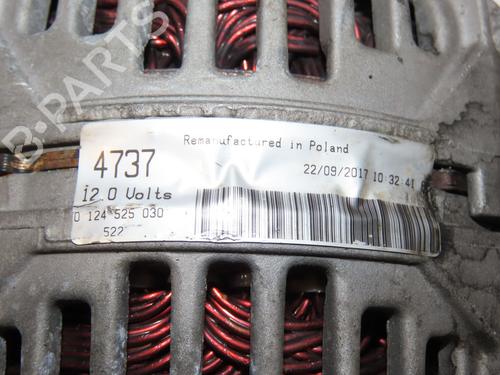 4737
Remanufactured in Poland
12.0 Volts
22/09/2017 10:32:41
0 124 525 030
522
B-PARTS